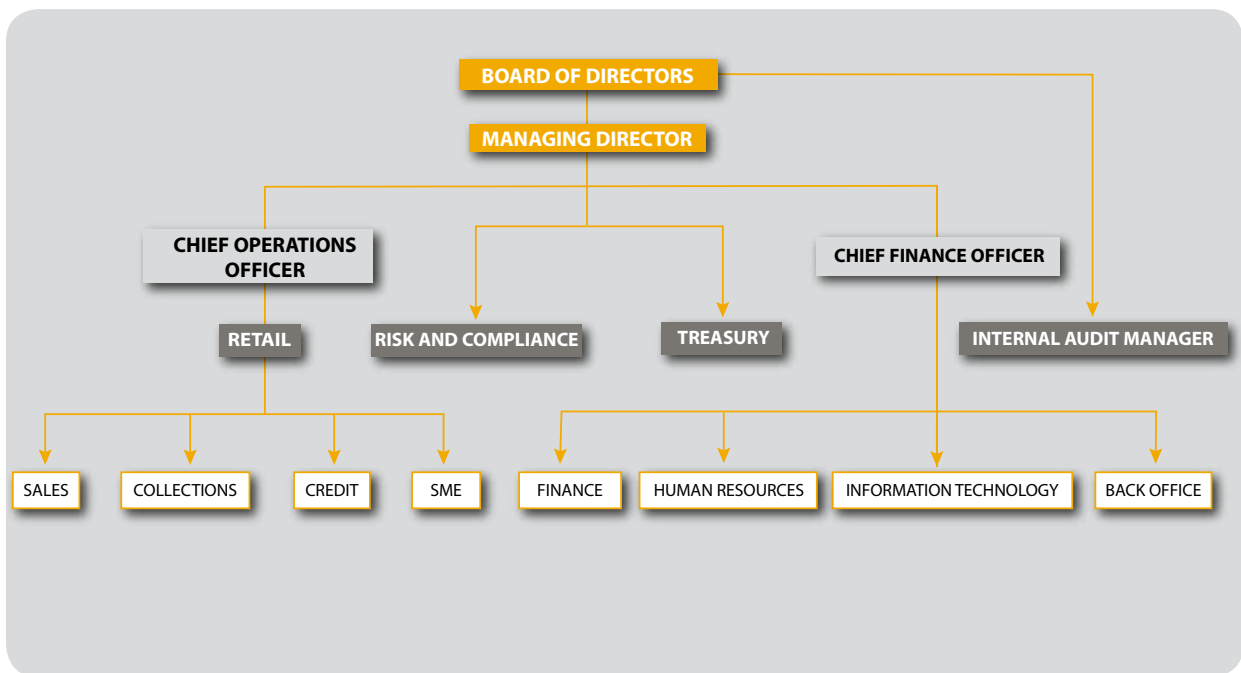 BOARD OF DIRECTORS
MANAGING DIRECTOR
CHIEF OPERATIONS
OFFICER
CHIEF FINANCE OFFICER
RETAIL
RISK AND COMPLIANCE
TREASURY
INTERNAL AUDIT MANAGER
SALES
COLLECTIONS
CREDIT
SME
FINANCE
HUMAN RESOURCES
INFORMATION TECHNOLOGY
BACK OFFICE